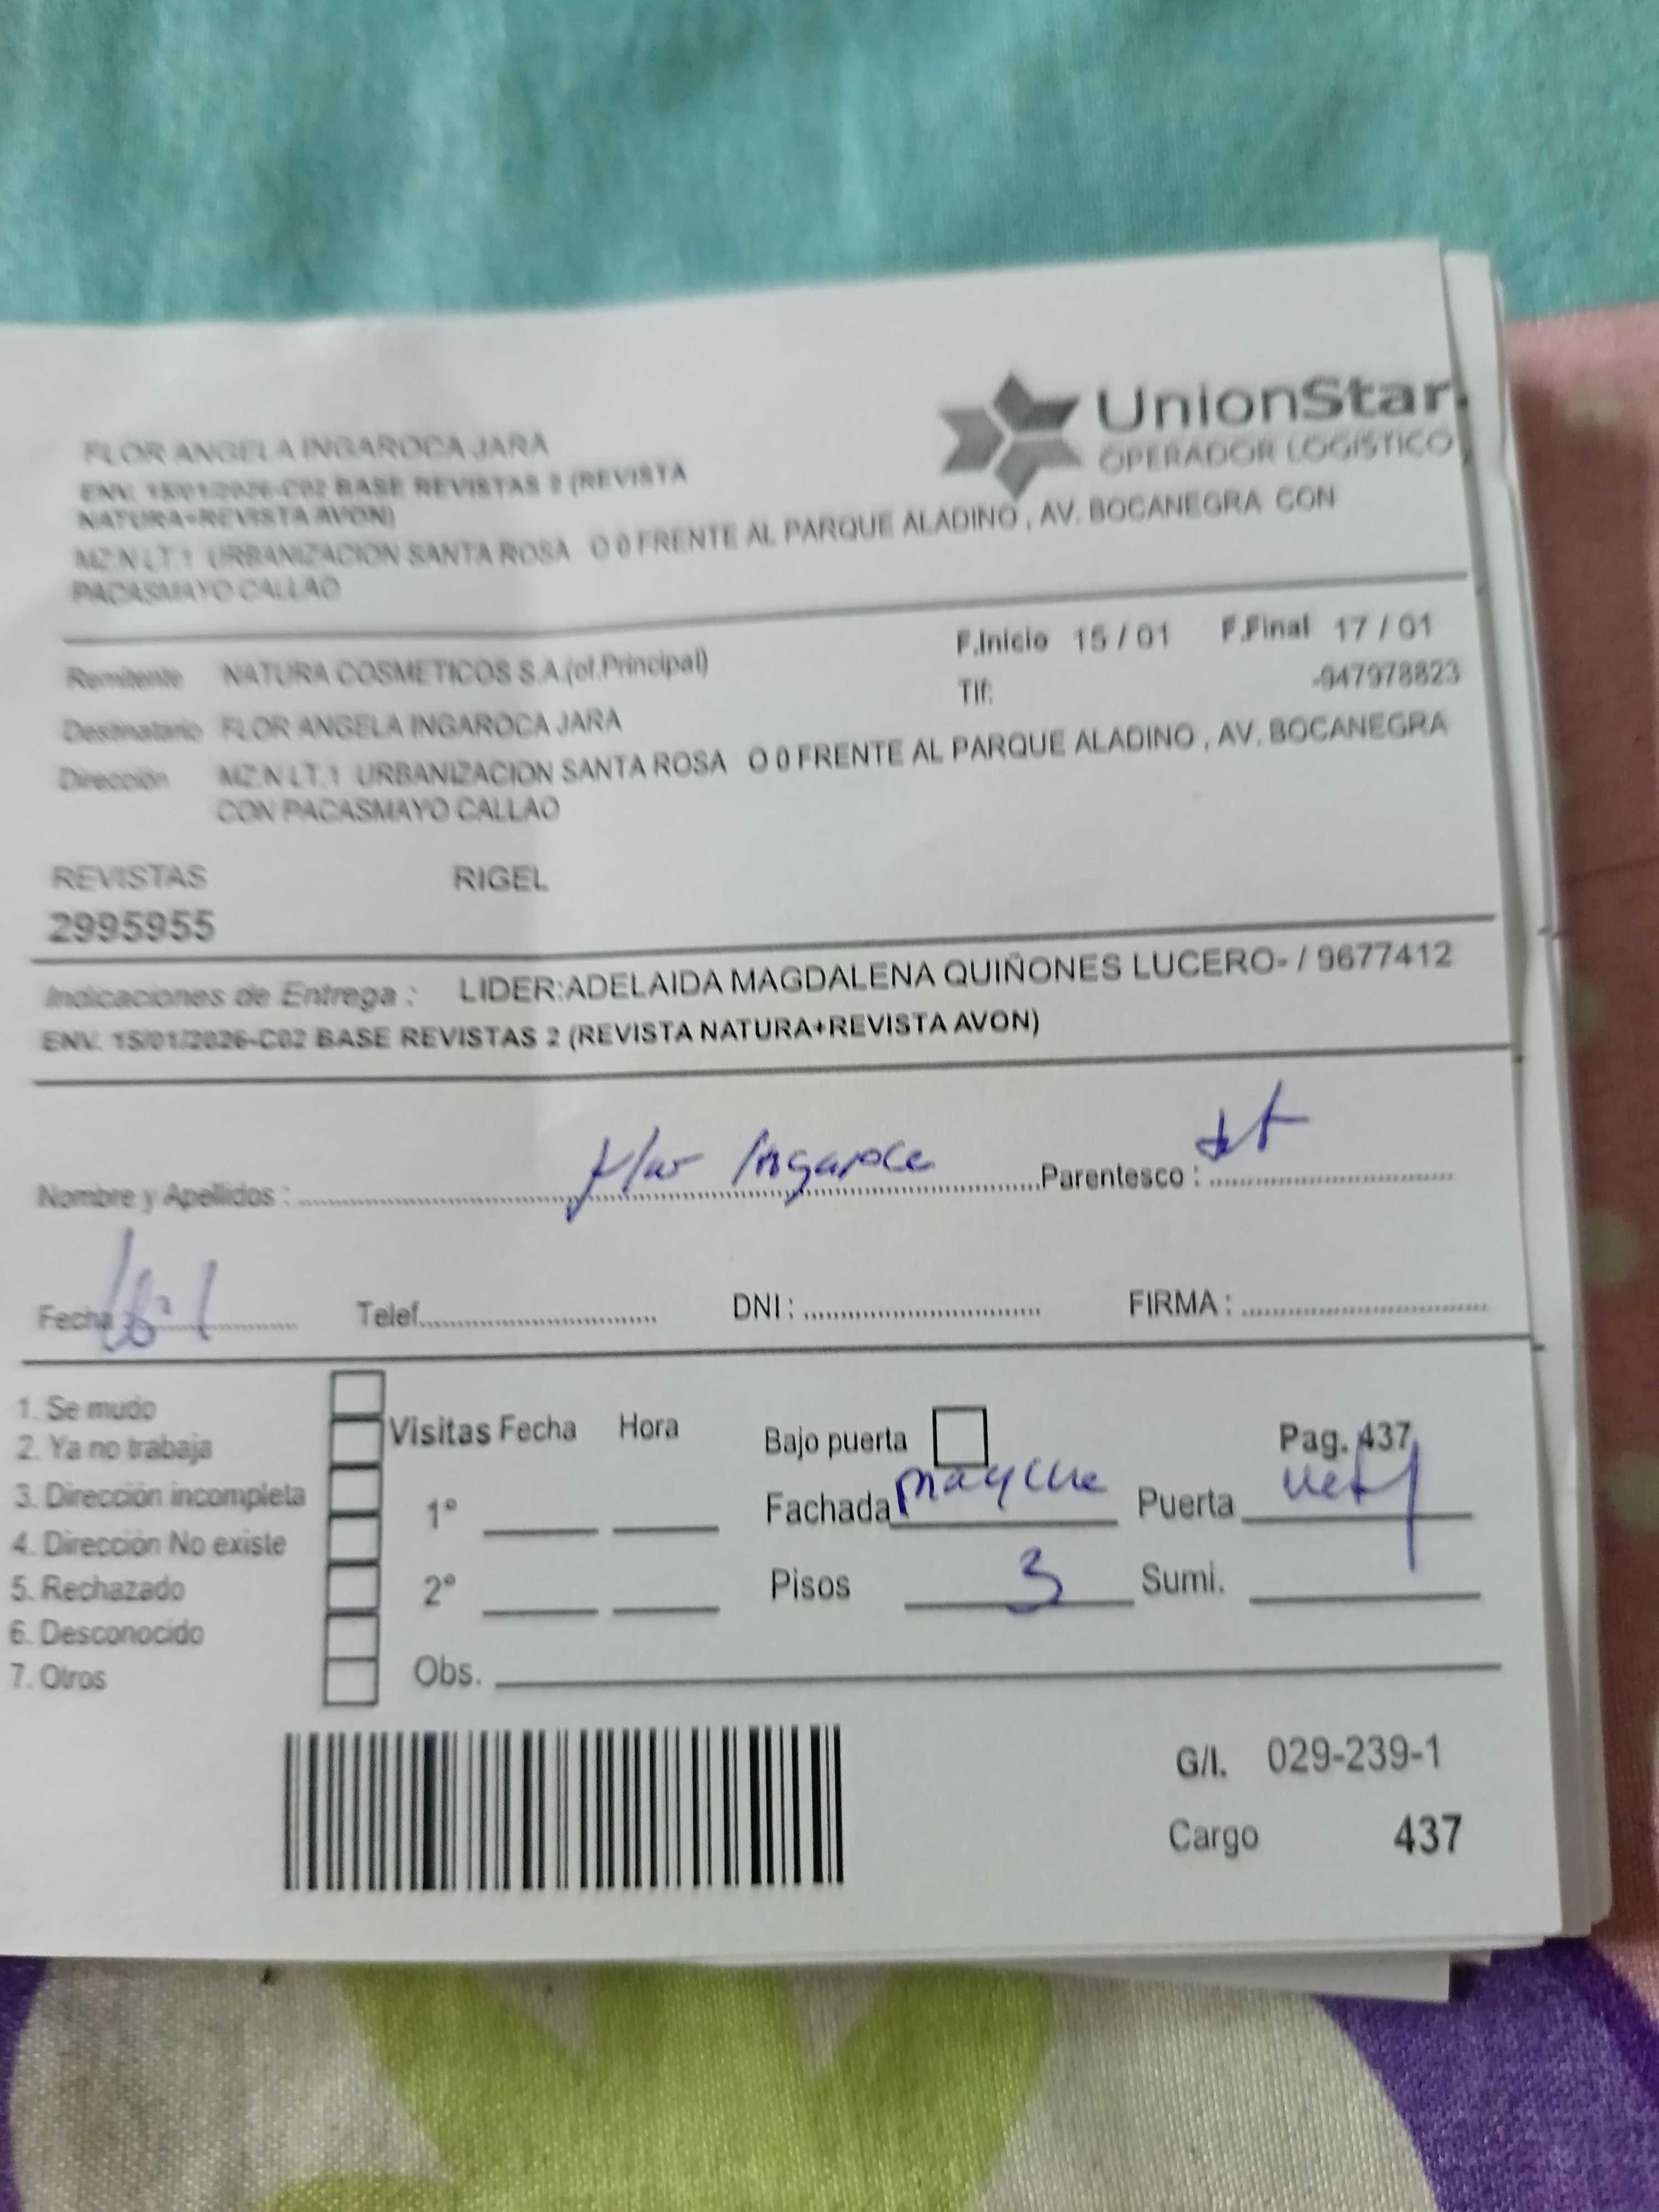 UnionStar
OPERADOR LOGÍSTICO
FLOR ANGELA INGAROCA JARA
ENV. 15/01/2026-C02 BASE REVISTAS 2 (REVISTA
NATURA+REVISTA AVON)
MZ.N LT.1 URBANIZACION SANTA ROSA O 0 FRENTE AL PARQUE ALADINO , AV. BOCANEGRA CON
PACASMAYO CALLAO
Remitente NATURA COSMETICOS S.A.(of.Principal) F.Inicio 15 / 01 F.Final 17 / 01
Tlf: -947978823
Destinatario FLOR ANGELA INGAROCA JARA
Dirección MZ.N LT.1 URBANIZACION SANTA ROSA O 0 FRENTE AL PARQUE ALADINO , AV. BOCANEGRA
CON PACASMAYO CALLAO
REVISTAS RIGEL
2995955
Indicaciones de Entrega : LIDER:ADELAIDA MAGDALENA QUIÑONES LUCERO- / 9677412
ENV. 15/01/2026-C02 BASE REVISTAS 2 (REVISTA NATURA+REVISTA AVON)
Nombre y Apellidos : Flor Ingaroca Parentesco :
Fecha Telef. DNI : FIRMA :
1. Se mudo
2. Ya no trabaja
3. Dirección incompleta
4. Dirección No existe
5. Rechazado
6. Desconocido
7. Otros
Visitas Fecha Hora Bajo puerta Pag. 437
1° Fachada Puerta
2° Pisos 3 Sumi.
Obs.
G/I. 029-239-1
Cargo 437